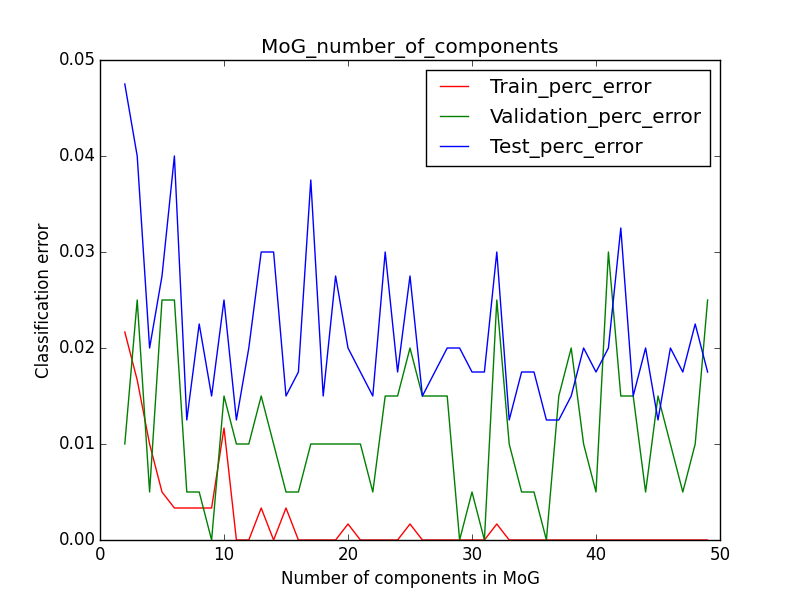 MoG_number_of_components
0.05
0.04
0.03
0.02
0.01
0.00
Classification error
Train_perc_error
Validation_perc_error
Test_perc_error
0 10 20 30 40 50
Number of components in MoG